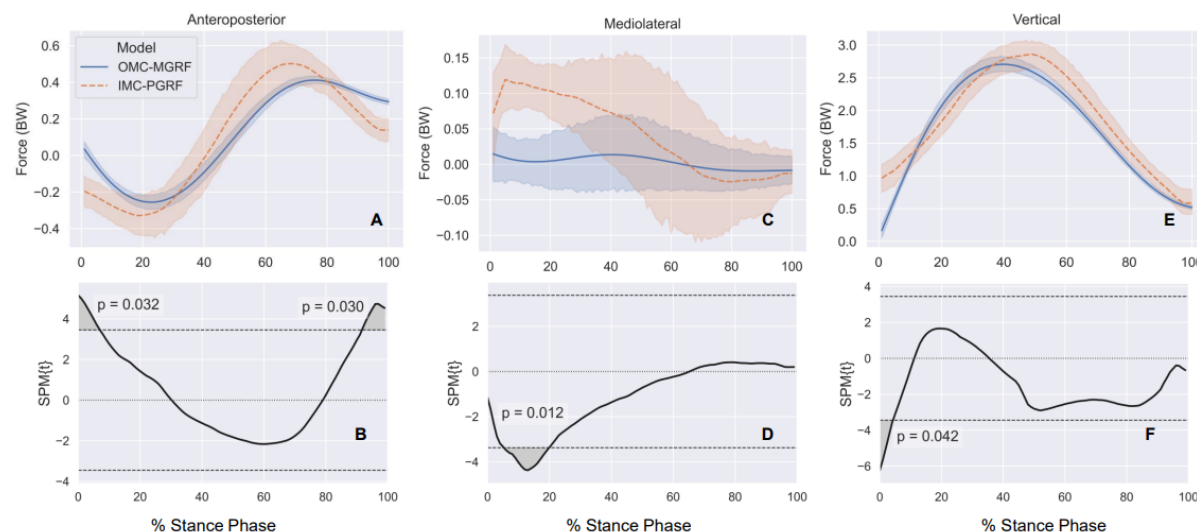 Anteroposterior
Mediolateral
Vertical
Force (BW)
0.6
0.4
0.2
0.0
−0.2
−0.4
Model
OMC-MGRF
IMC-PGRF
A
0 20 40 60 80 100
Force (BW)
0.15
0.10
0.05
0.00
−0.05
−0.10
C
0 20 40 60 80 100
Force (BW)
3.0
2.5
2.0
1.5
1.0
0.5
0.0
E
0 20 40 60 80 100
SPM{t}
4
2
0
−2
−4
p = 0.032
p = 0.030
B
0 20 40 60 80 100
% Stance Phase
SPM{t}
2
0
−2
−4
p = 0.012
D
0 20 40 60 80 100
% Stance Phase
SPM{t}
4
2
0
−2
−4
−6
p = 0.042
F
0 20 40 60 80 100
% Stance Phase